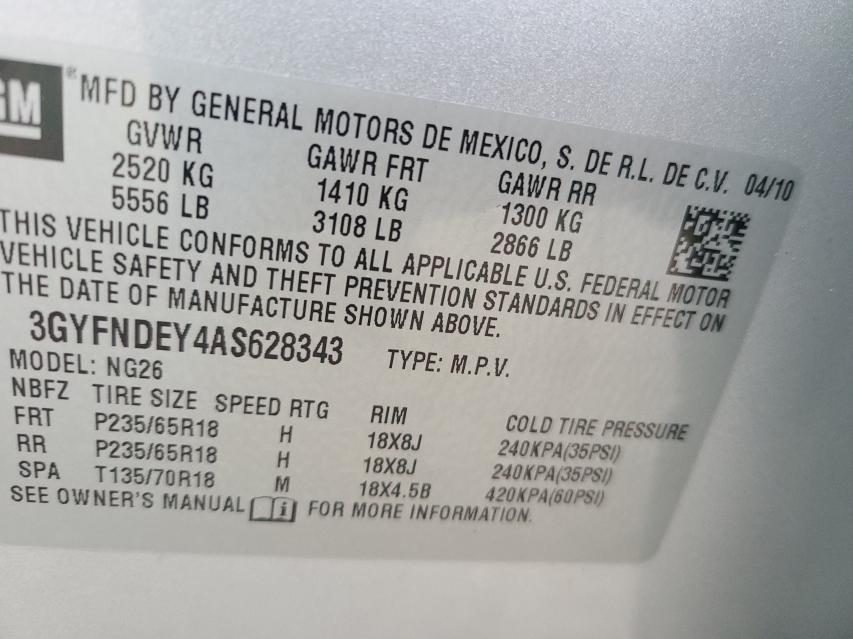 GM
® MFD BY GENERAL MOTORS DE MEXICO, S. DE R.L. DE C.V. 04/10
GVWR GAWR FRT GAWR RR
2520 KG 1410 KG 1300 KG
5556 LB 3108 LB 2866 LB
THIS VEHICLE CONFORMS TO ALL APPLICABLE U.S. FEDERAL MOTOR
VEHICLE SAFETY AND THEFT PREVENTION STANDARDS IN EFFECT ON
THE DATE OF MANUFACTURE SHOWN ABOVE.
3GYFNDEY4AS628343 TYPE: M.P.V.
MODEL: NG26
NBFZ TIRE SIZE SPEED RTG RIM COLD TIRE PRESSURE
FRT P235/65R18 H 18X8J 240KPA(35PSI)
RR P235/65R18 H 18X8J 240KPA(35PSI)
SPA T135/70R18 M 18X4.5B 420KPA(60PSI)
SEE OWNER'S MANUAL i FOR MORE INFORMATION.